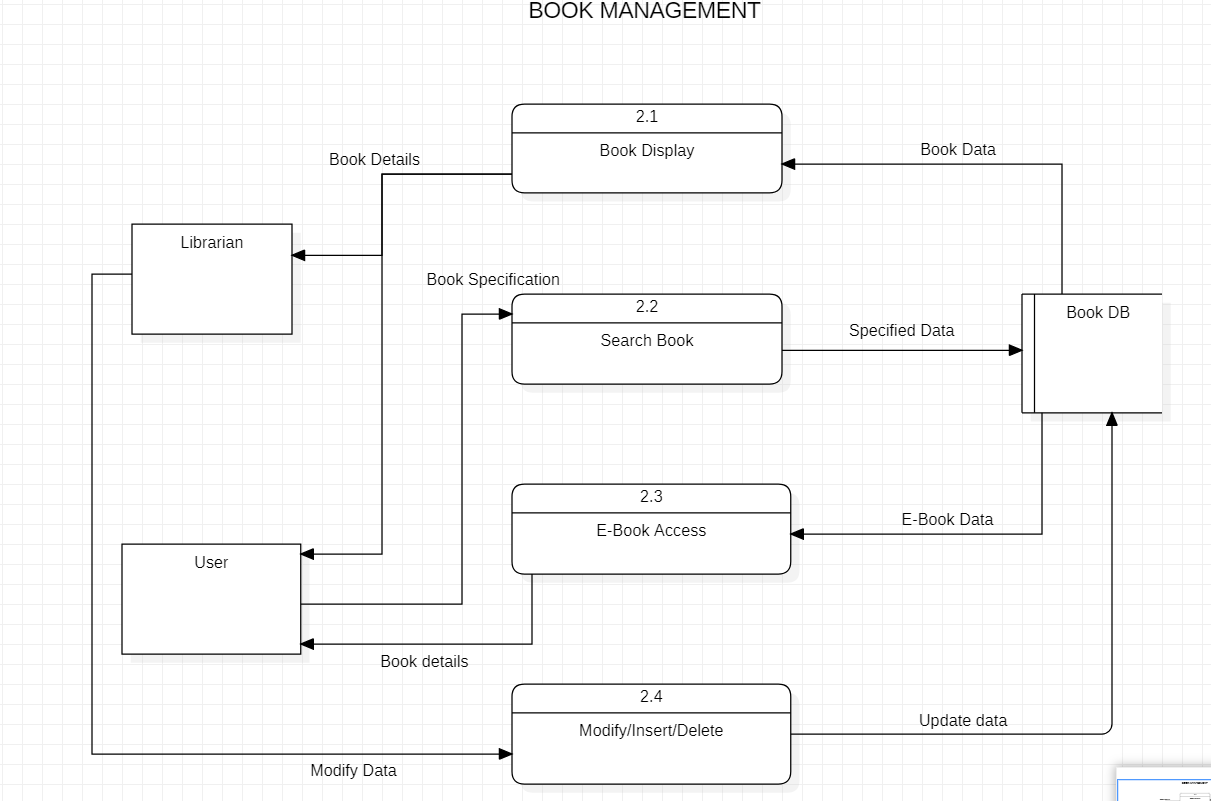 BOOK MANAGEMENT
2.1
Book Display
Book Details
Book Data
Librarian
Book Specification
2.2
Search Book
Specified Data
Book DB
2.3
E-Book Access
E-Book Data
User
Book details
2.4
Modify/Insert/Delete
Update data
Modify Data